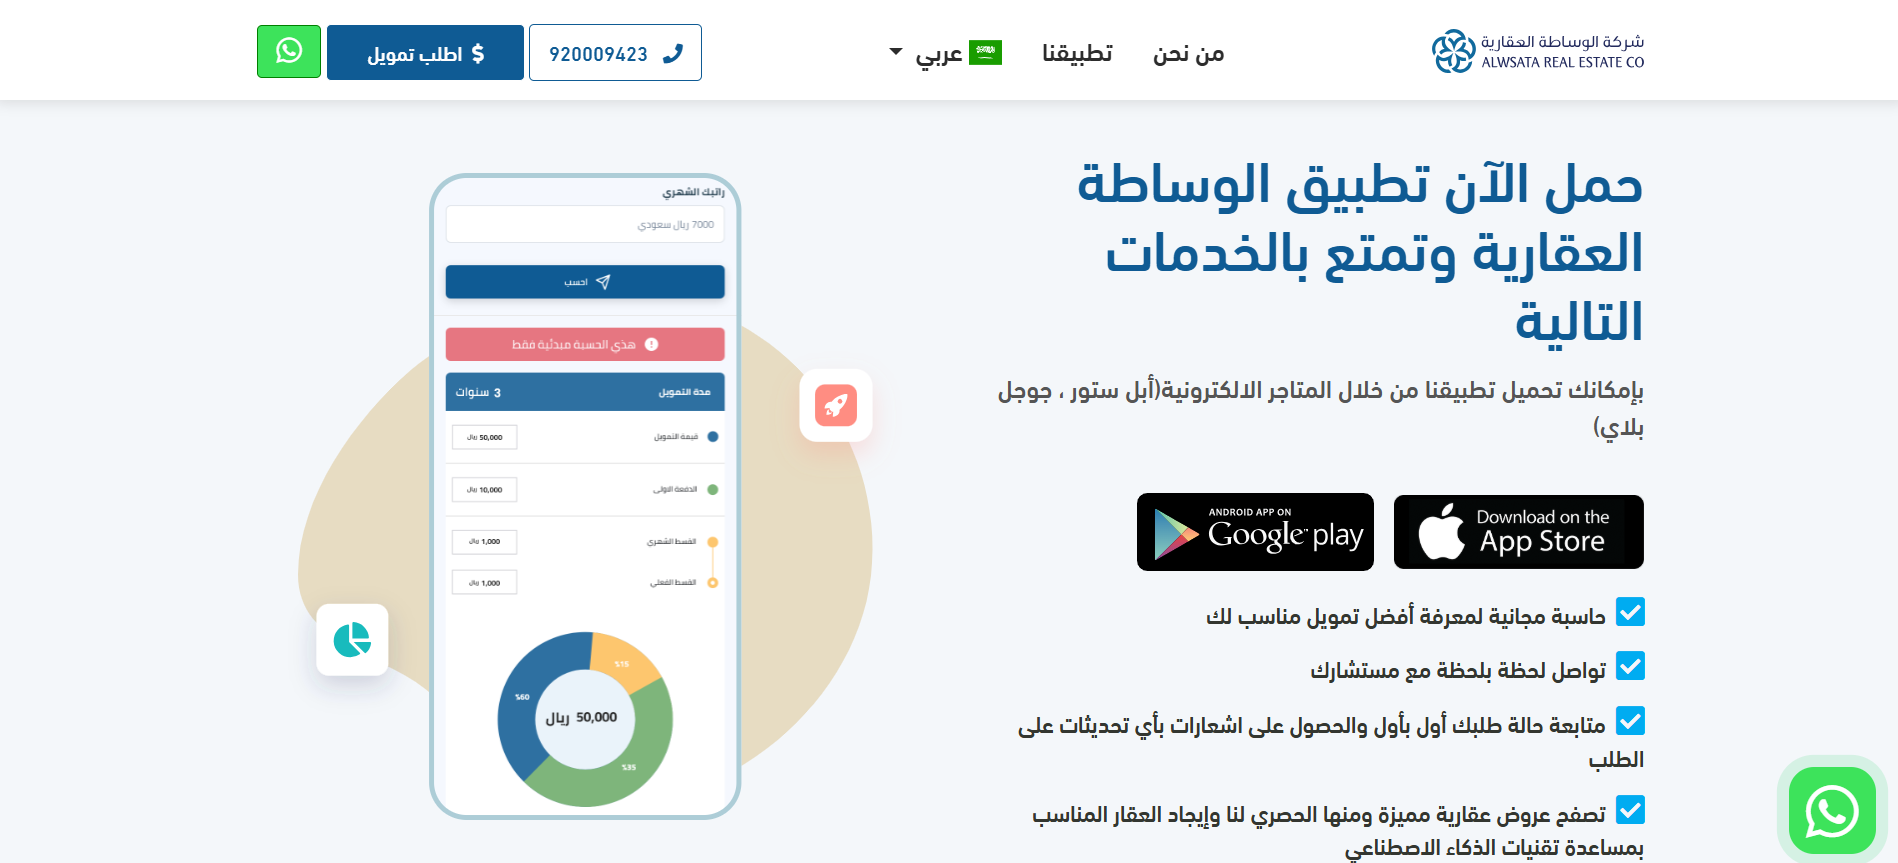 شركة الوساطة العقارية
ALWSATA REAL ESTATE CO
من نحن
تطبيقنا
عربي
920009423
اطلب تمويل
حمل الآن تطبيق الوساطة
العقارية وتمتع بالخدمات
التالية
بإمكانك تحميل تطبيقنا من خلال المتاجر الالكترونية(أبل ستور ، جوجل
بلاي)
Download on the
App Store
ANDROID APP ON
Google play
حاسبة مجانية لمعرفة أفضل تمويل مناسب لك
تواصل لحظة بلحظة مع مستشارك
متابعة حالة طلبك أول بأول والحصول على اشعارات بأي تحديثات على
الطلب
تصفح عروض عقارية مميزة ومنها الحصري لنا وإيجاد العقار المناسب
بمساعدة تقنيات الذكاء الاصطناعي
راتبك الشهري
7000 ريال سعودي
احسب
هذي الحسبة مبدئية فقط
مدة التمويل 3 سنوات
قيمة التمويل 50,000 ريال
الدفعة الاولى 10,000 ريال
القسط الشهري 1,000 ريال
القسط الفعلي 1,000 ريال
%15
%60
50,000 ريال
%35